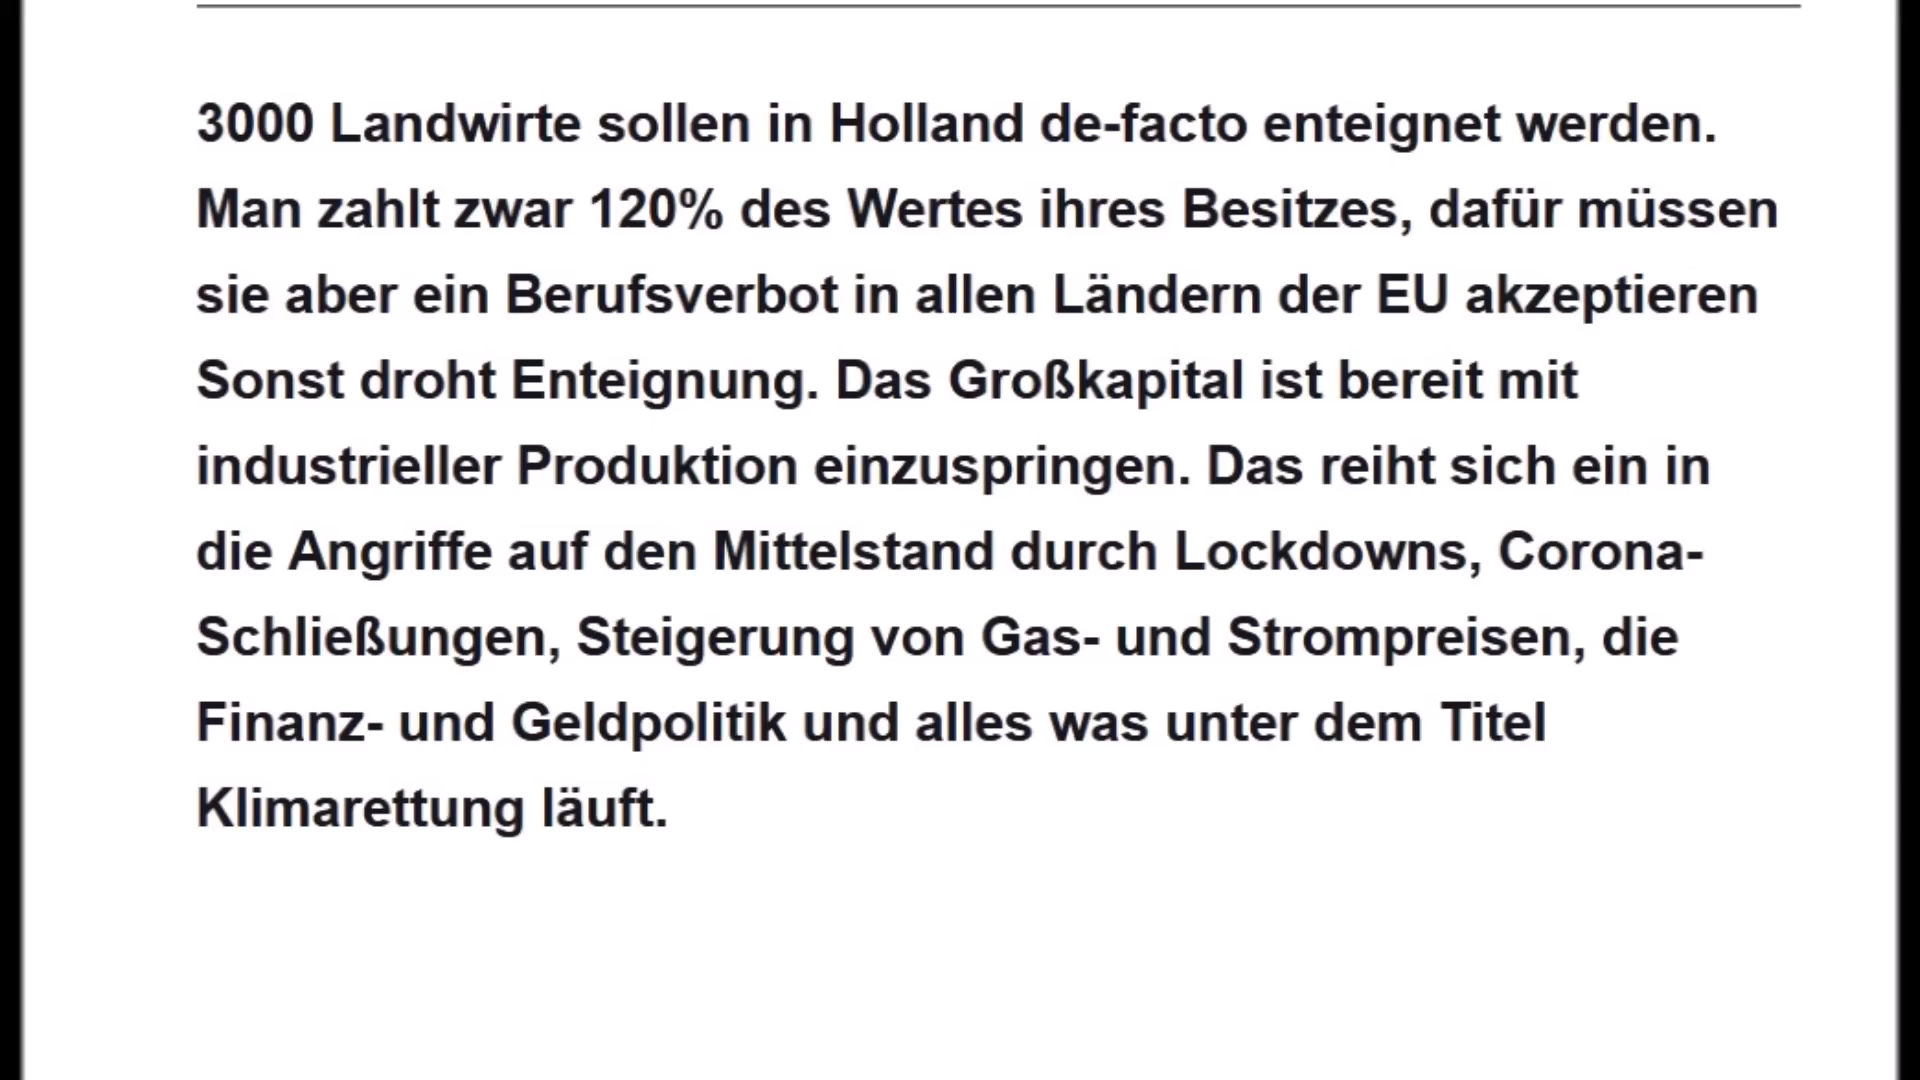 3000 Landwirte sollen in Holland de-facto enteignet werden.
Man zahlt zwar 120% des Wertes ihres Besitzes, dafür müssen
sie aber ein Berufsverbot in allen Ländern der EU akzeptieren
Sonst droht Enteignung. Das Großkapital ist bereit mit
industrieller Produktion einzuspringen. Das reiht sich ein in
die Angriffe auf den Mittelstand durch Lockdowns, Corona-
Schließungen, Steigerung von Gas- und Strompreisen, die
Finanz- und Geldpolitik und alles was unter dem Titel
Klimarettung läuft.